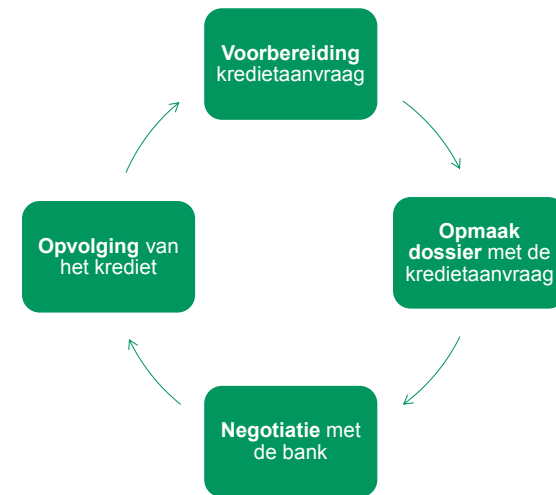 Voorbereiding
kredietaanvraag
Opmaak
dossier met de
kredietaanvraag
Negotiatie met
de bank
Opvolging van
het krediet